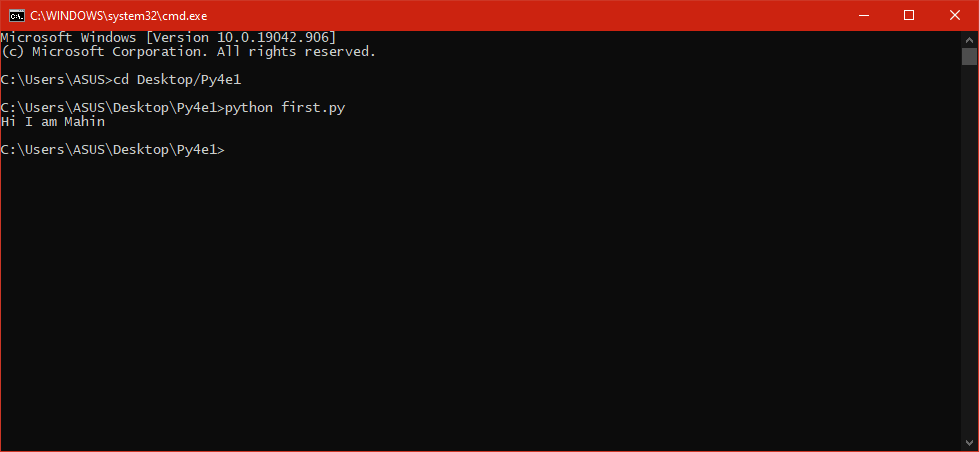 C:\WINDOWS\system32\cmd.exe
Microsoft Windows [Version 10.0.19042.906]
(c) Microsoft Corporation. All rights reserved.
C:\Users\ASUS>cd Desktop/Py4e1
C:\Users\ASUS\Desktop\Py4e1>python first.py
Hi I am Mahin
C:\Users\ASUS\Desktop\Py4e1>